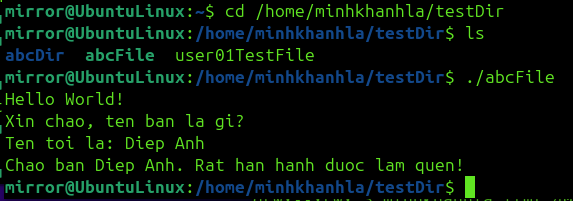 mirror@UbuntuLinux:~$ cd /home/minhkhanhla/testDir
mirror@UbuntuLinux:/home/minhkhanhla/testDir$ ls
abcDir abcFile user01TestFile
mirror@UbuntuLinux:/home/minhkhanhla/testDir$ ./abcFile
Hello World!
Xin chao, ten ban la gi?
Ten toi la: Diep Anh
Chao ban Diep Anh. Rat han hanh duoc lam quen!
mirror@UbuntuLinux:/home/minhkhanhla/testDir$